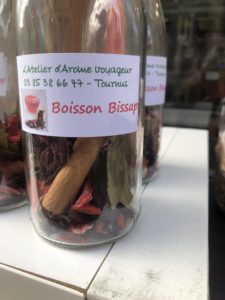 L'Atelier d'Arome Voyageur
03 85 38 66 47 - Tournus
Boisson Bissap